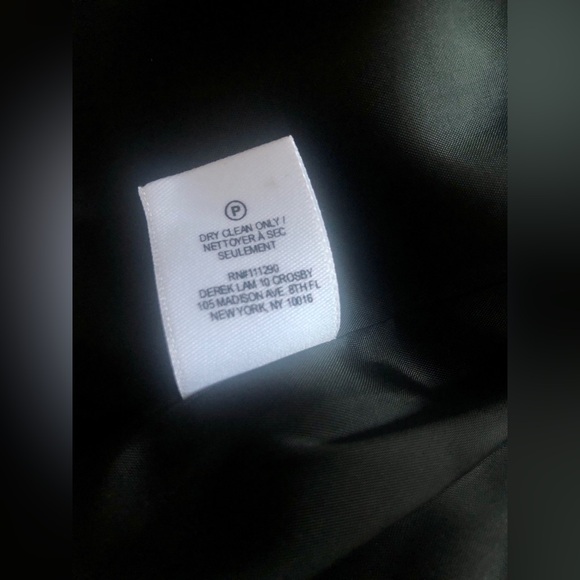 P
DRY CLEAN ONLY /
NETTOYER À SEC
SEULEMENT
RN#111290
DEREK LAM 10 CROSBY
105 MADISON AVE. 8TH FL
NEW YORK, NY 10016